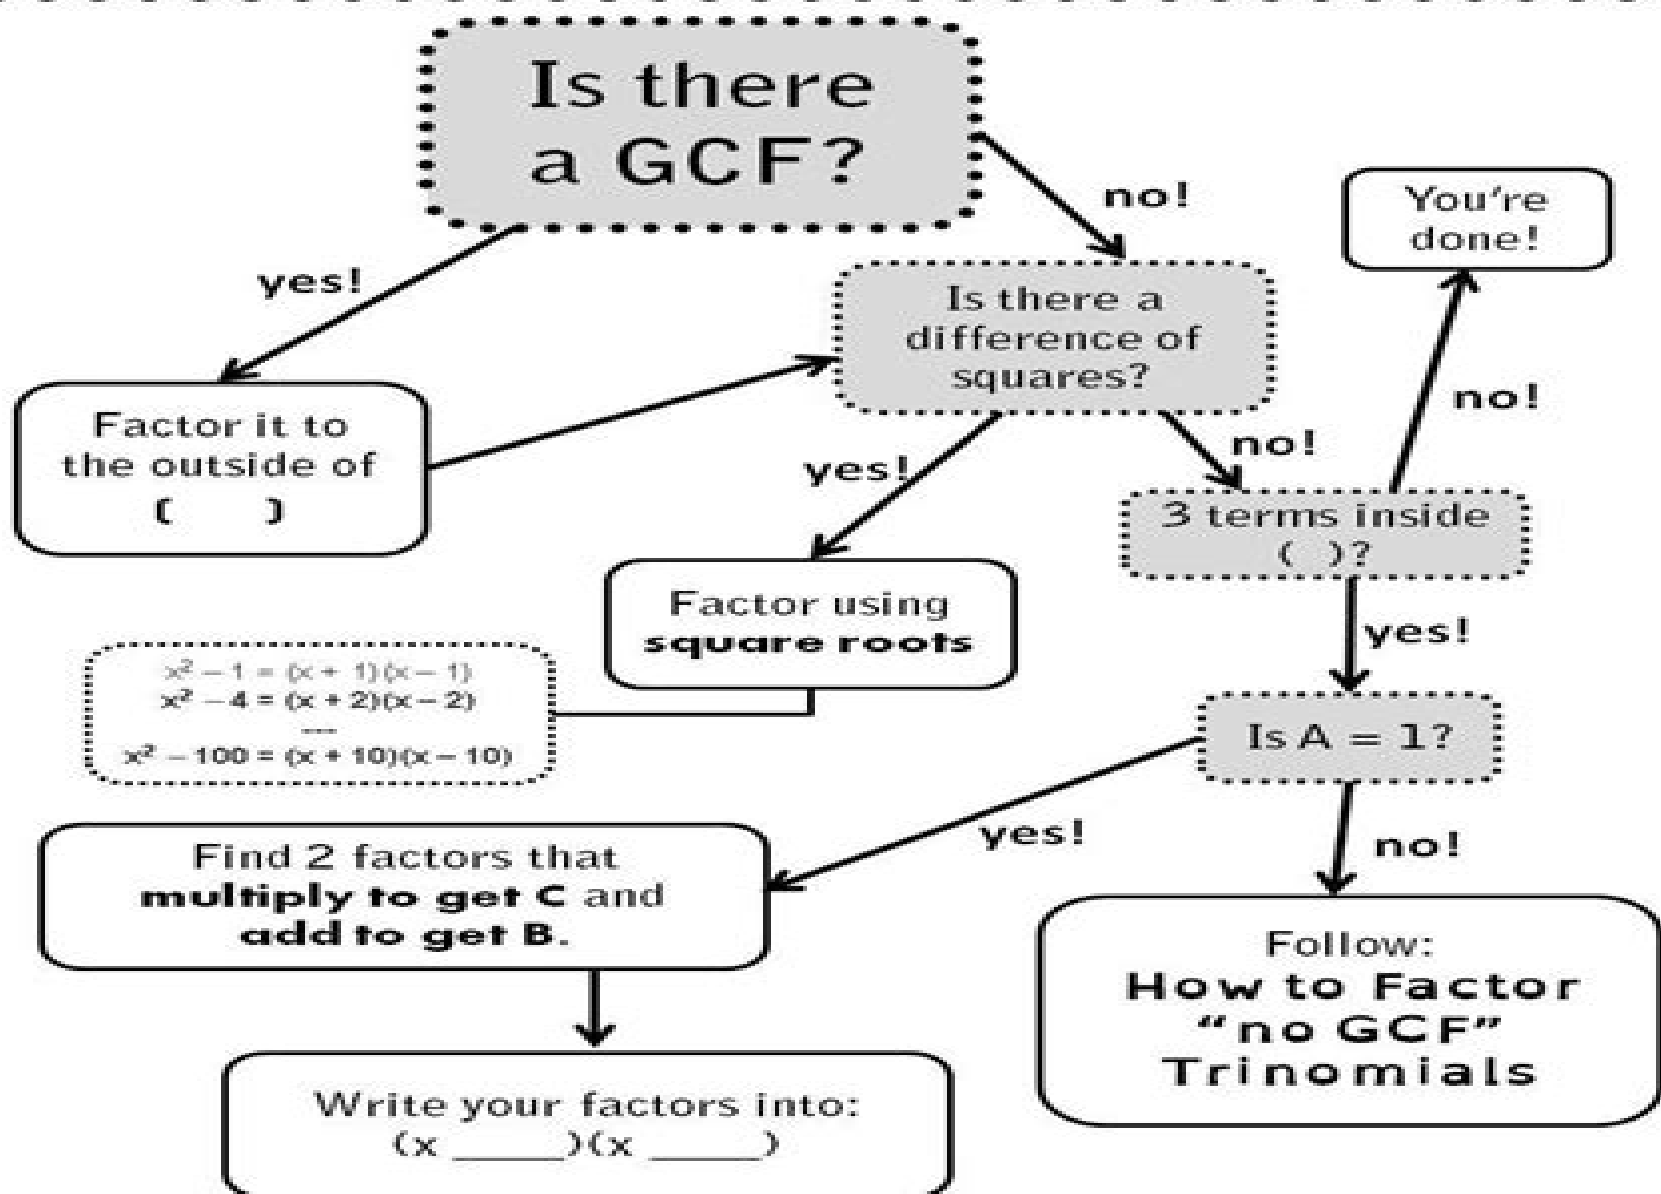 Is there
a GCF?
no!
You're
done!
yes!
Is there a
difference of
squares?
no!
Factor it to
the outside of
( )
yes!
no!
3 terms inside
( )?
Factor using
square roots
yes!
x² – 1 = (x + 1)(x – 1)
x² – 4 = (x + 2)(x – 2)
...
x² – 100 = (x + 10)(x – 10)
Is A = 1?
yes!
no!
Find 2 factors that
multiply to get C and
add to get B.
Follow:
How to Factor
“no GCF”
Trinomials
Write your factors into:
(x _____)(x _____)